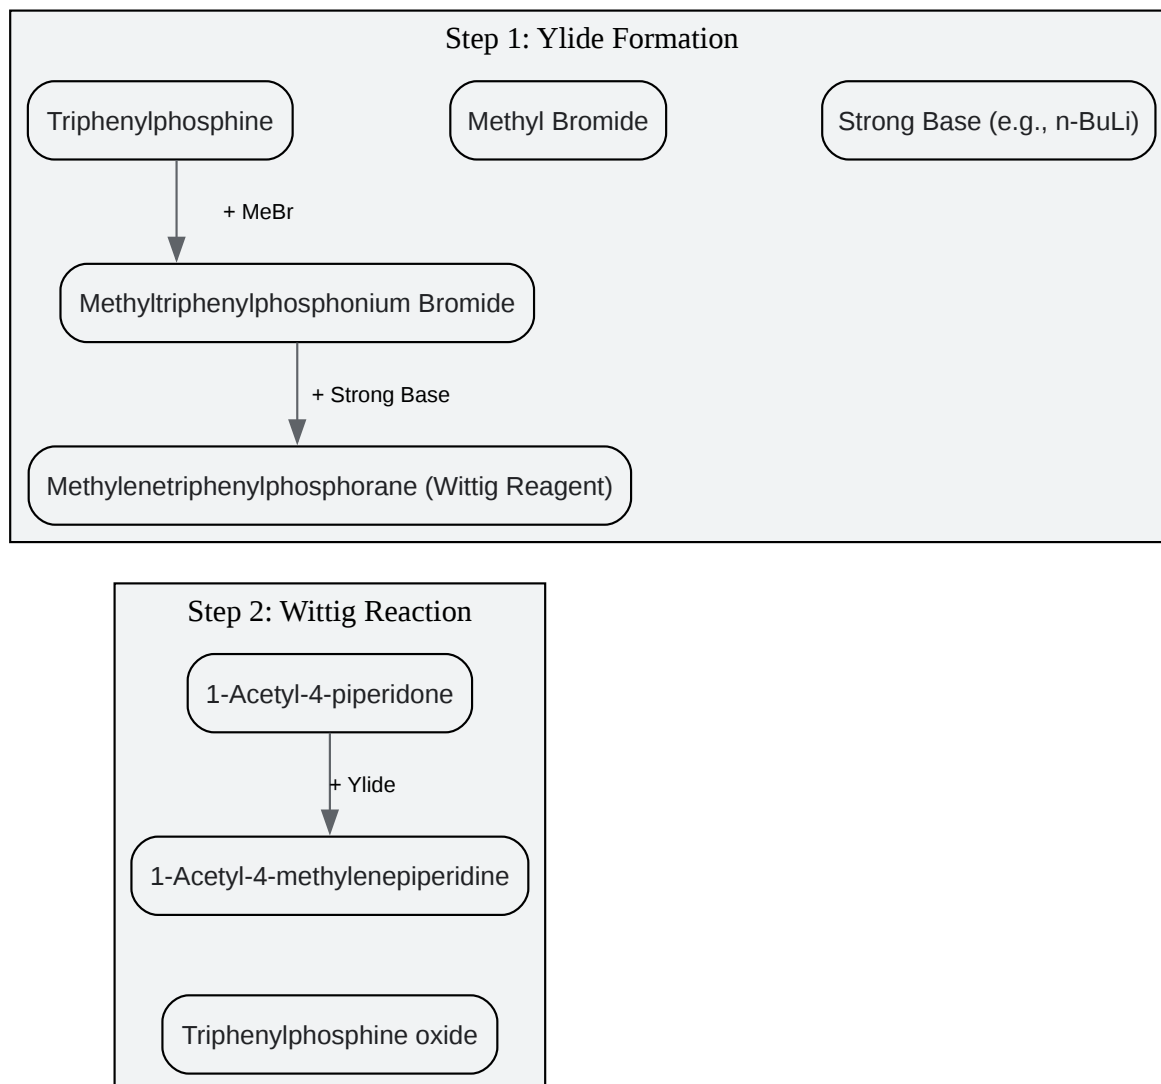 Step 1: Ylide Formation
Triphenylphosphine
Methyl Bromide
Strong Base (e.g., n-BuLi)
+ MeBr
Methyltriphenylphosphonium Bromide
+ Strong Base
Methylenetriphenylphosphorane (Wittig Reagent)
Step 2: Wittig Reaction
1-Acetyl-4-piperidone
+ Ylide
1-Acetyl-4-methylenepiperidine
Triphenylphosphine oxide